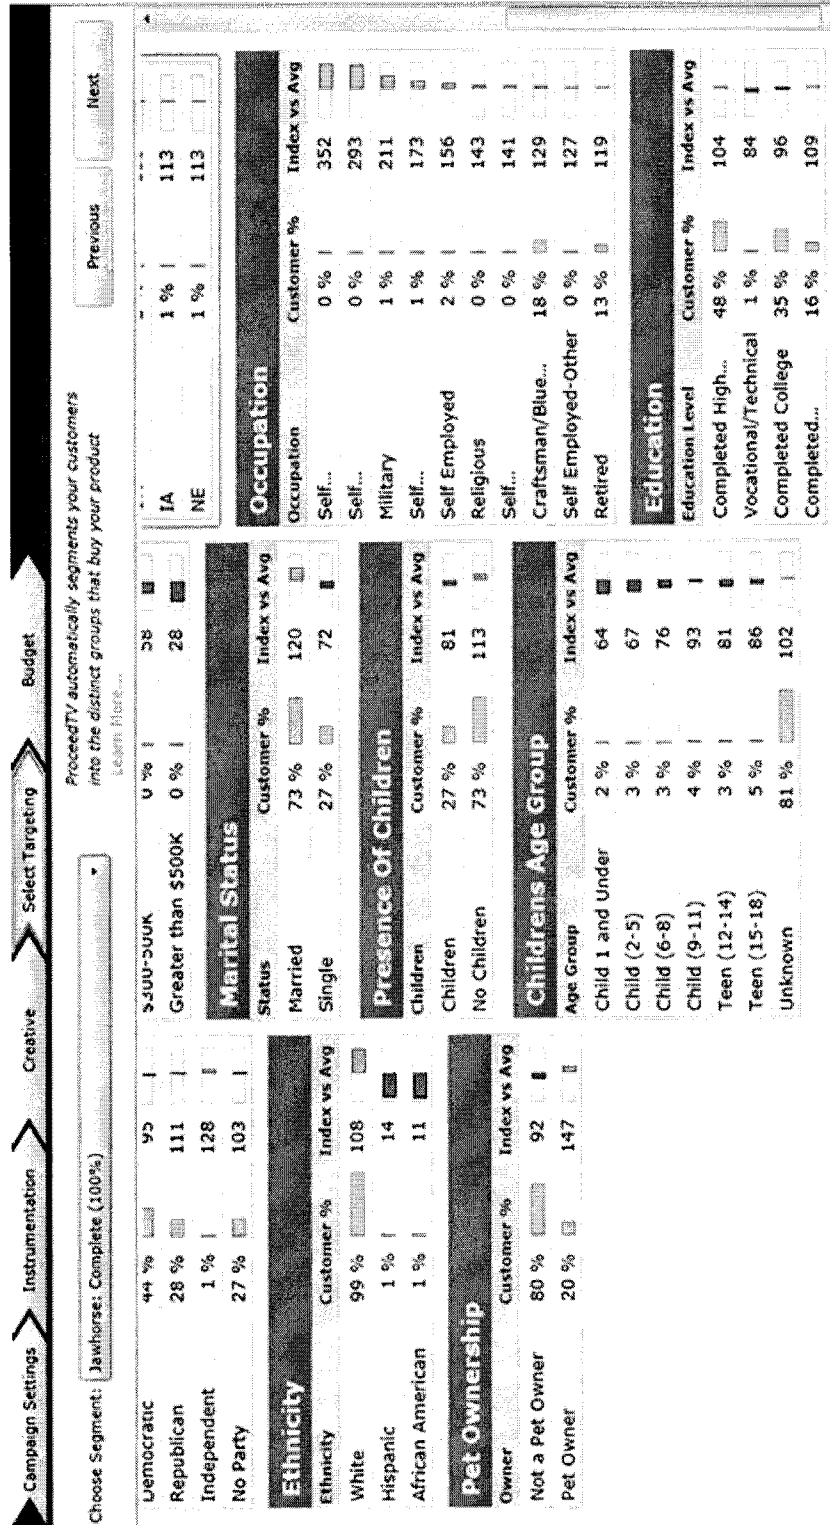 Campaign Settings Instrumentation Creative Select Targeting Budget
Choose Segment: Jawhorse: Complete (100%)
ProceedTV automatically segments your customers
into the distinct groups that buy your product
Learn More...
Previous Next
Democratic 44 % 95
Republican 28 % 111
Independent 1 % 128
No Party 27 % 103
Ethnicity
Ethnicity Customer % Index vs Avg
White 99 % 108
Hispanic 1 % 14
African American 1 % 11
Pet Ownership
Owner Customer % Index vs Avg
Not a Pet Owner 80 % 92
Pet Owner 20 % 147
$300-500K 0 % 58
Greater than $500K 0 % 28
Marital Status
Status Customer % Index vs Avg
Married 73 % 120
Single 27 % 72
Presence Of Children
Children Customer % Index vs Avg
Children 27 % 81
No Children 73 % 113
Childrens Age Group
Age Group Customer % Index vs Avg
Child 1 and Under 2 % 64
Child (2-5) 3 % 67
Child (6-8) 3 % 76
Child (9-11) 4 % 93
Teen (12-14) 3 % 81
Teen (15-18) 5 % 86
Unknown 81 % 102
IA 1 % 113
NE 1 % 113
Occupation
Occupation Customer % Index vs Avg
Self... 0 % 352
Self... 0 % 293
Military 1 % 211
Self... 1 % 173
Self Employed 2 % 156
Religious 0 % 143
Self... 0 % 141
Craftsman/Blue... 18 % 129
Self Employed-Other 0 % 127
Retired 13 % 119
Education
Education Level Customer % Index vs Avg
Completed High... 48 % 104
Vocational/Technical 1 % 84
Completed College 35 % 96
Completed... 16 % 109